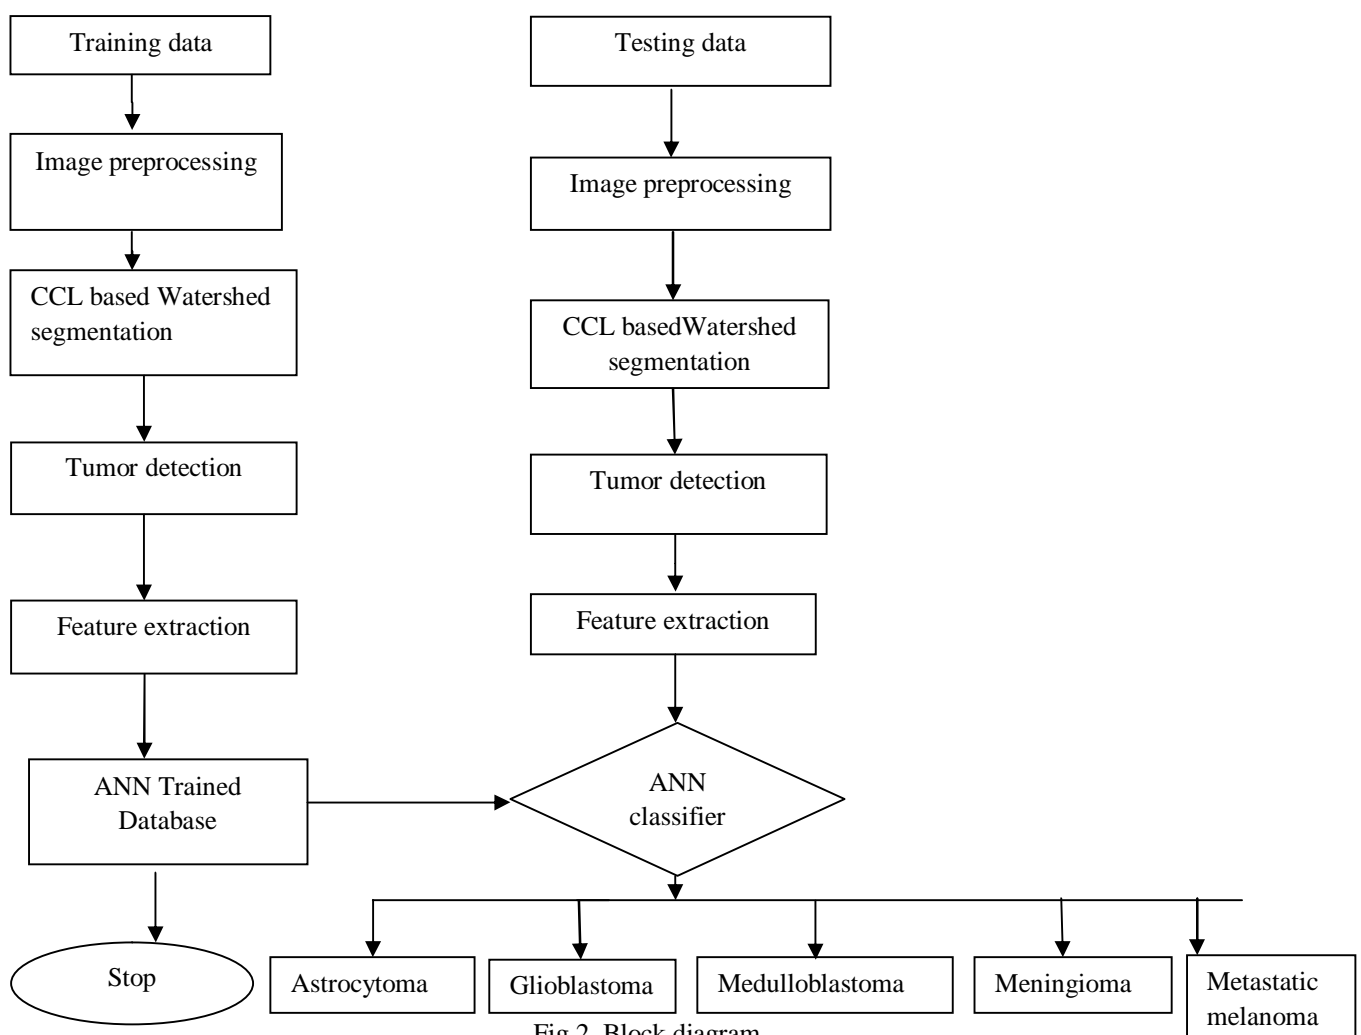 Training data
Image preprocessing
CCL based Watershed
segmentation
Tumor detection
Feature extraction
ANN Trained
Database
Stop
Testing data
Image preprocessing
CCL basedWatershed
segmentation
Tumor detection
Feature extraction
ANN
classifier
Astrocytoma
Glioblastoma
Medulloblastoma
Meningioma
Metastatic
melanoma
Fig 2. Block diagram